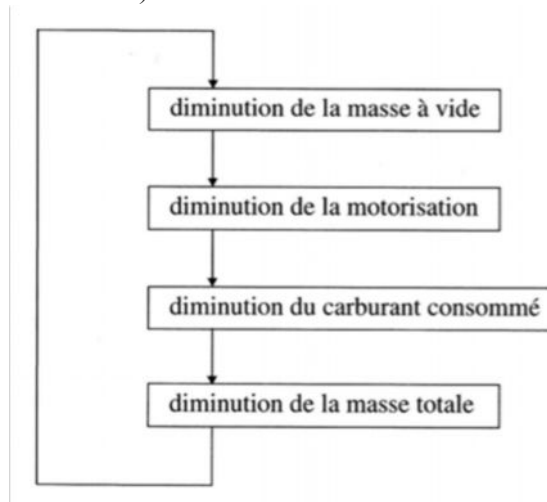 diminution de la masse à vide
diminution de la motorisation
diminution du carburant consommé
diminution de la masse totale